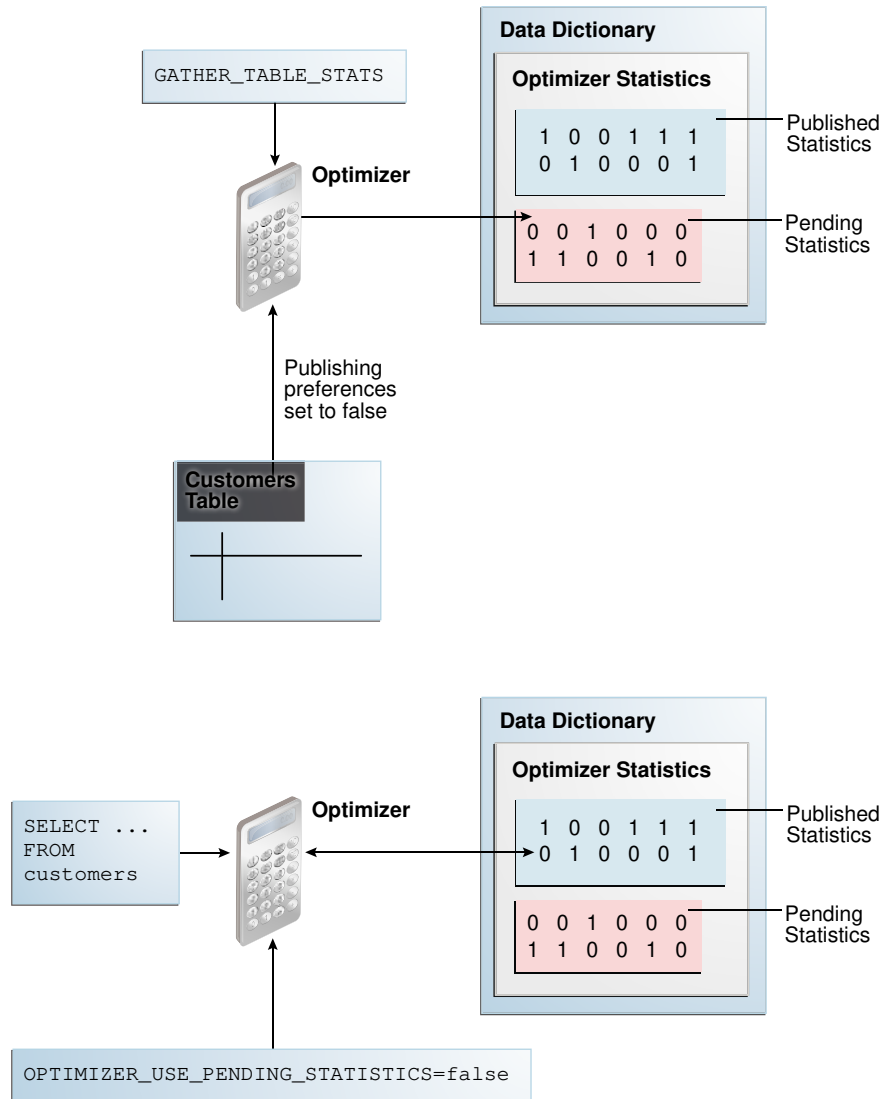 Data Dictionary
GATHER_TABLE_STATS
Optimizer Statistics
1 0 0 1 1 1
0 1 0 0 0 1
Published
Statistics
Optimizer
0 0 1 0 0 0
1 1 0 0 1 0
Pending
Statistics
Publishing
preferences
set to false
Customers
Table
Data Dictionary
Optimizer Statistics
Optimizer
1 0 0 1 1 1
0 1 0 0 0 1
Published
Statistics
SELECT ...
FROM
customers
0 0 1 0 0 0
1 1 0 0 1 0
Pending
Statistics
OPTIMIZER_USE_PENDING_STATISTICS=false